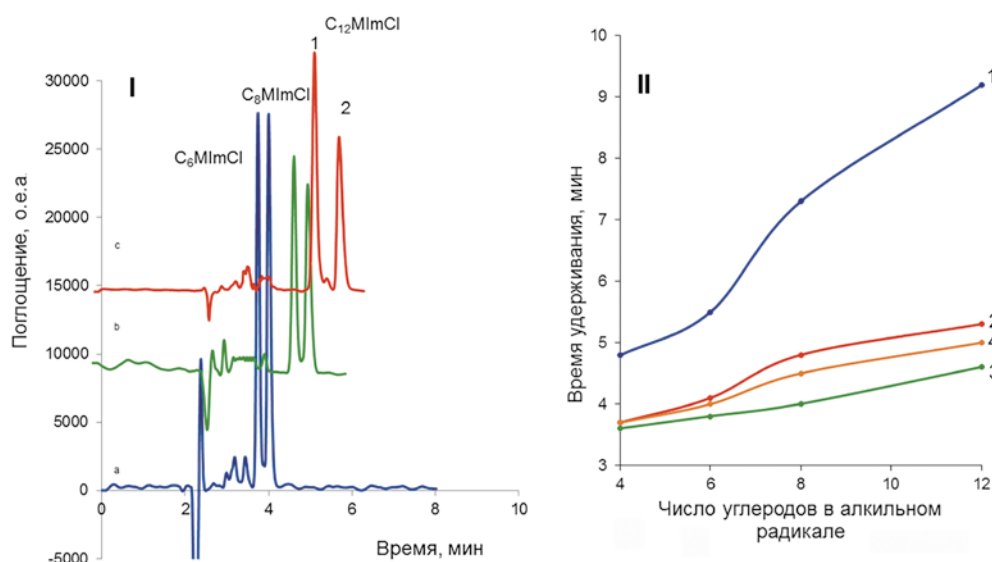 I
C₁₂MImCl
1
C₈MImCl
2
C₆MImCl
30000
25000
20000
15000
10000
5000
0
-5000
c
b
a
0
2
4
6
8
10
Поглощение, о.е.а
Время, мин
II
10
9
8
7
6
5
4
3
1
2
4
3
4
6
8
10
12
Время удерживания, мин
Число углеродов в алкильном
радикале